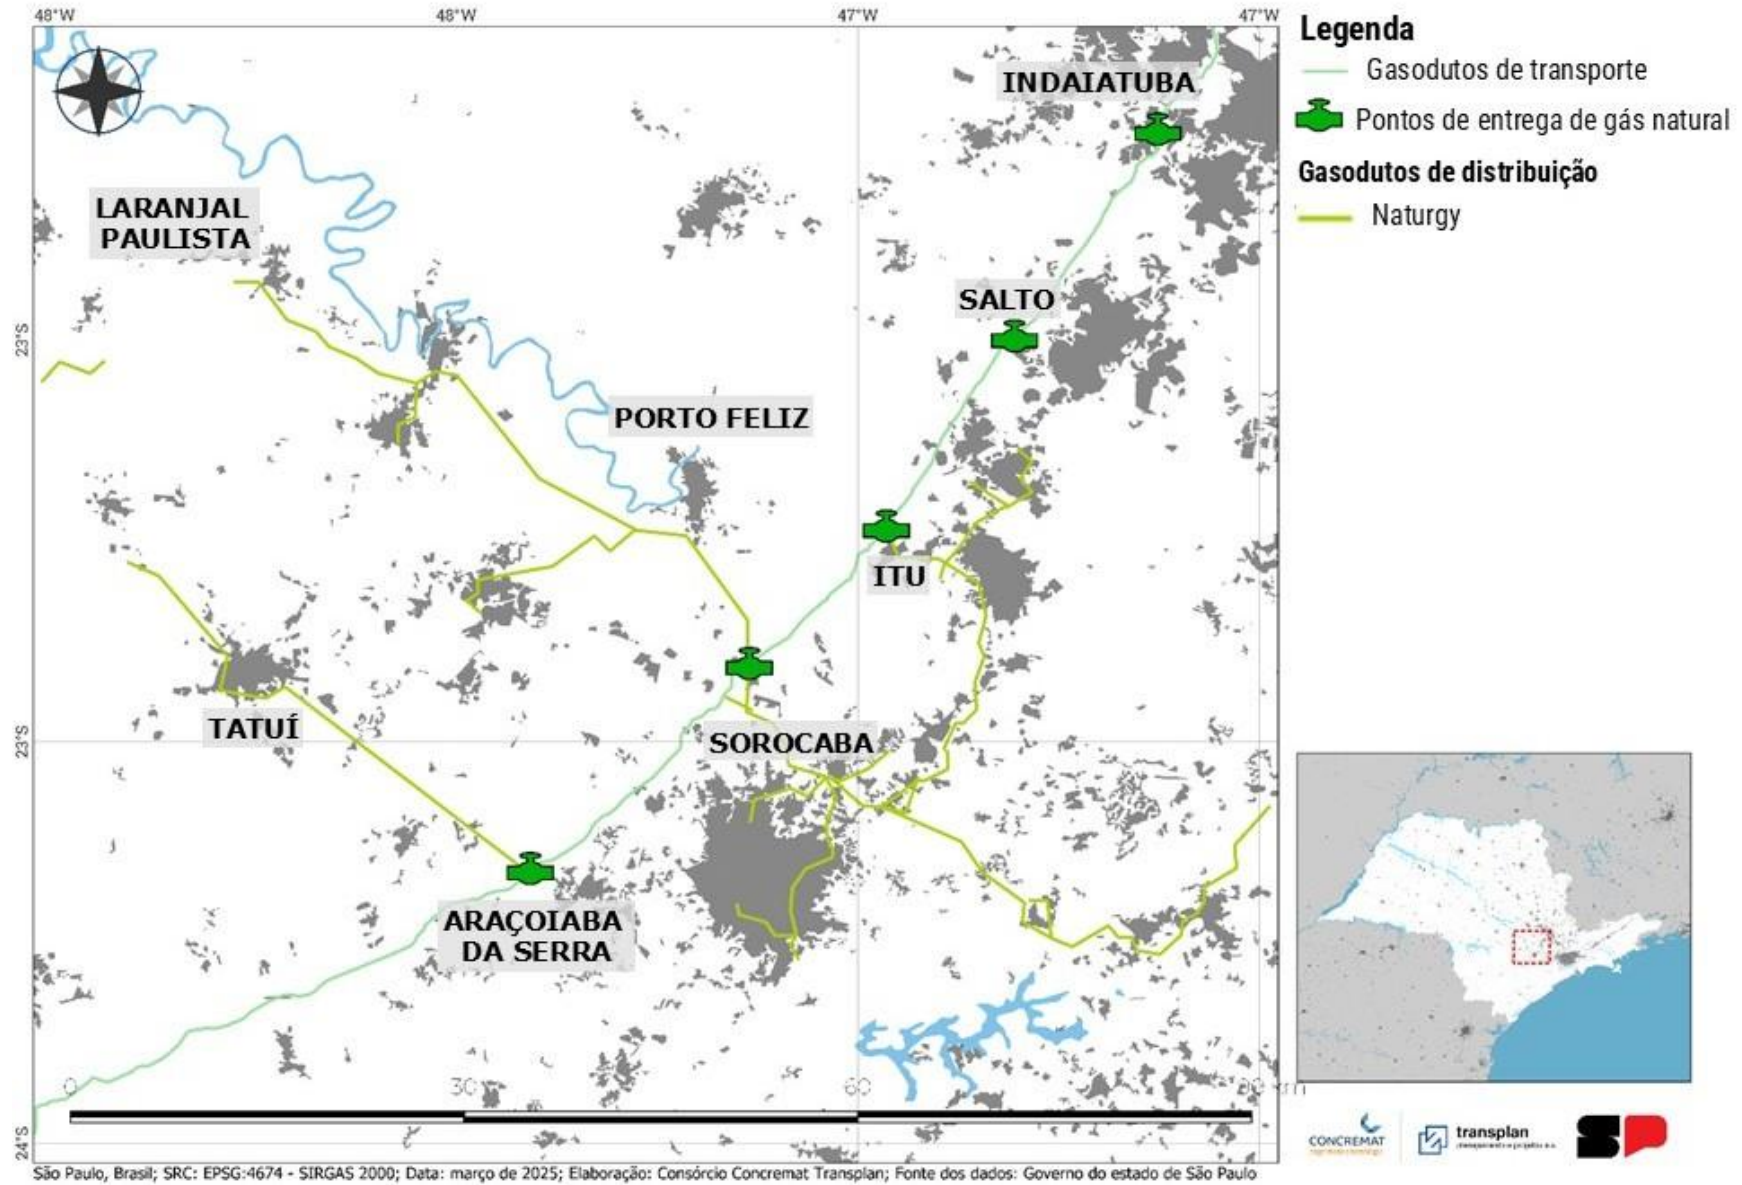 48°W
48°W
47°W
47°W
Legenda
Gasodutos de transporte
Pontos de entrega de gás natural
Gasodutos de distribuição
Naturgy
INDAIATUBA
LARANJAL
PAULISTA
SALTO
23°S
PORTO FELIZ
ITU
TATUÍ
23°S
SOROCABA
ARAÇOIABA
DA SERRA
0
30
60
24°S
CONCREMAT
transplan
SP
São Paulo, Brasil; SRC: EPSG:4674 - SIRGAS 2000; Data: março de 2025; Elaboração: Consórcio Concremat Transplan; Fonte dos dados: Governo do estado de São Paulo